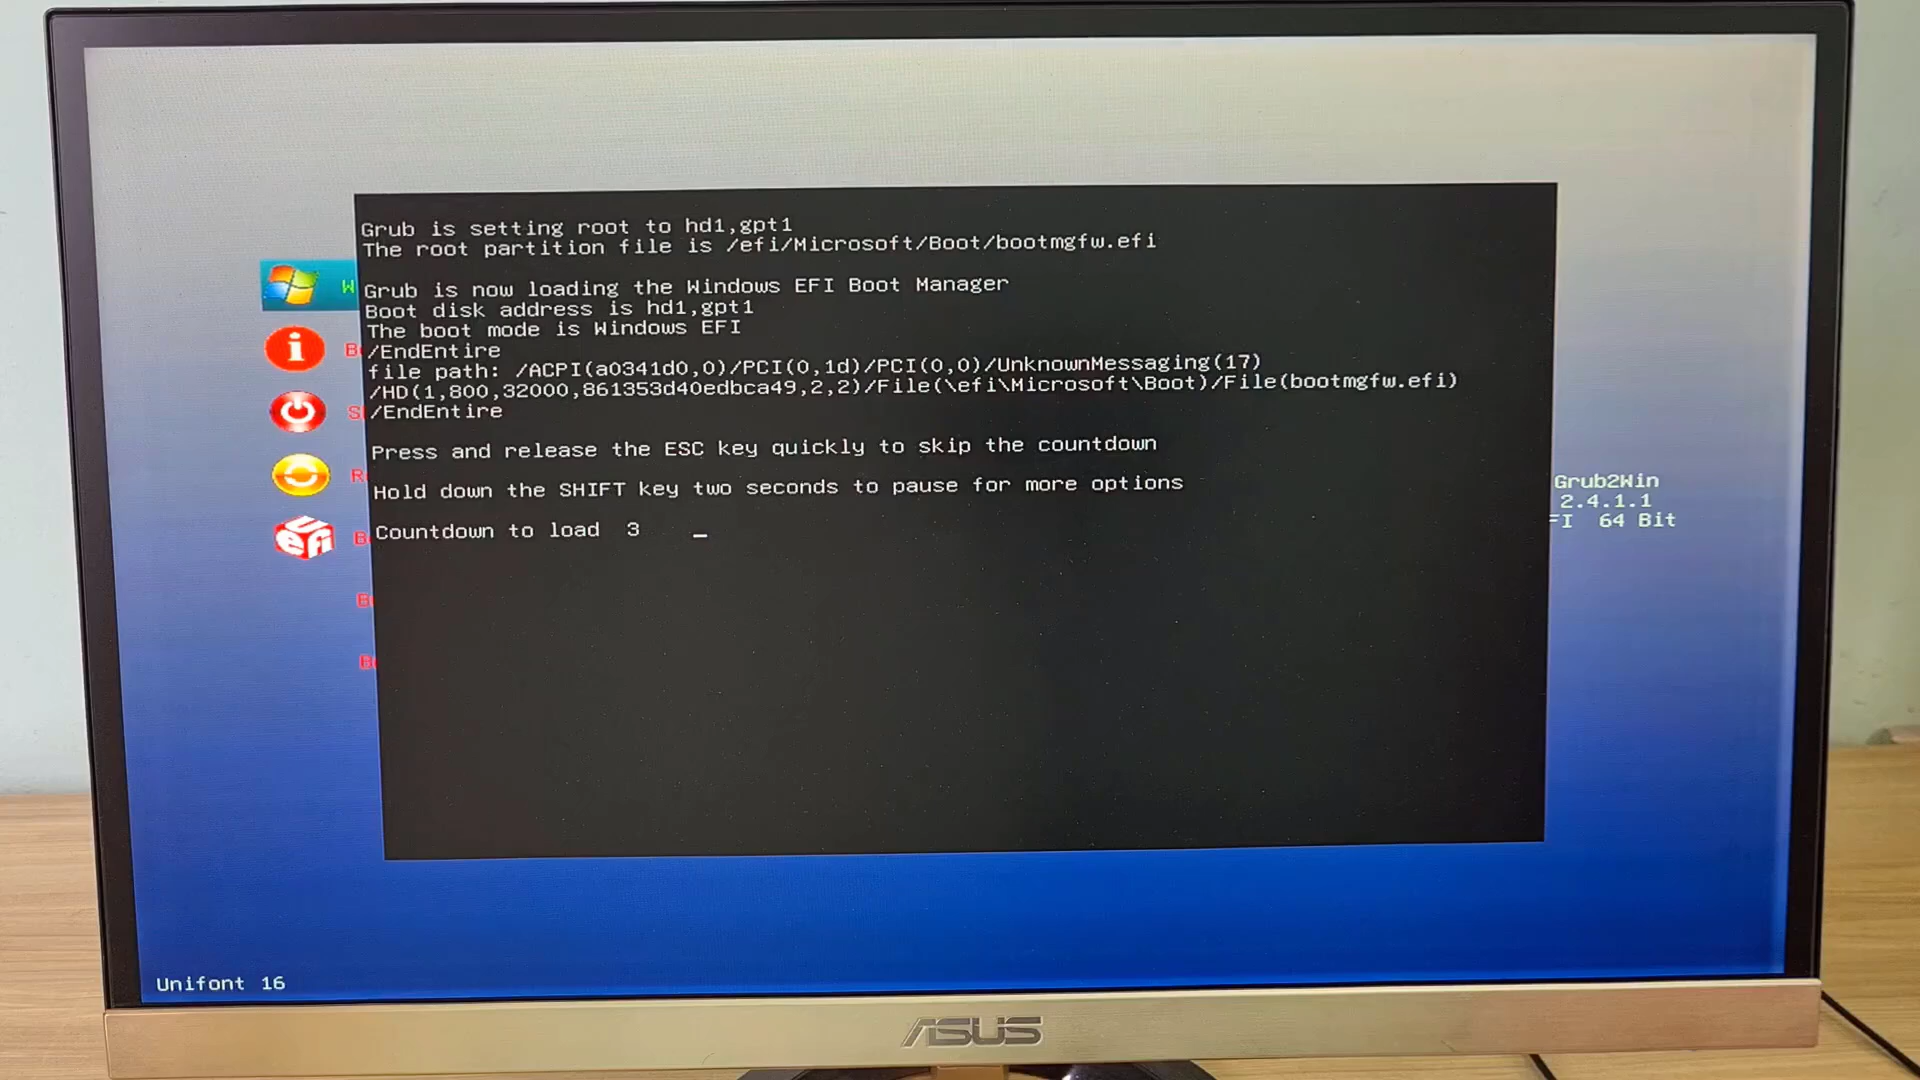 Grub is setting root to hd1,gpt1
The root partition file is /efi/Microsoft/Boot/bootmgfw.efi
Grub is now loading the Windows EFI Boot Manager
Boot disk address is hd1,gpt1
The boot mode is Windows EFI
/EndEntire
file path: /ACPI(a0341d0,0)/PCI(0,1d)/PCI(0,0)/UnknownMessaging(17)
/HD(1,800,32000,861353d40edbca49,2,2)/File(\efi\Microsoft\Boot)/File(bootmgfw.efi)
/EndEntire
Press and release the ESC key quickly to skip the countdown
Hold down the SHIFT key two seconds to pause for more options
Countdown to load 3
Grub2Win
2.4.1.1
FI 64 Bit
W
i
B
S
R
UEFI
B
B
B
Unifont 16
ASUS